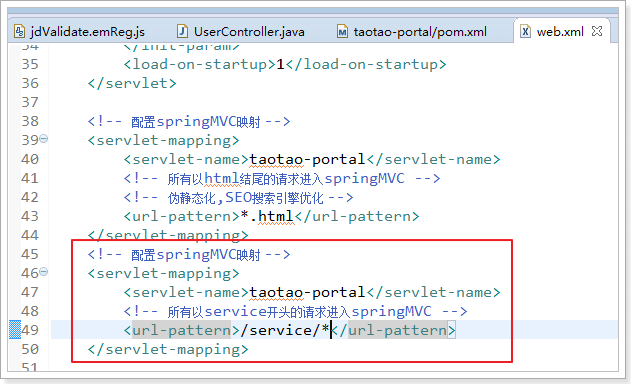 jdValidate.emReg.js UserController.java taotao-portal/pom.xml web.xml
34 </init-param>
35 <load-on-startup>1</load-on-startup>
36 </servlet>
37
38 <!-- 配置springMVC映射 -->
39 <servlet-mapping>
40 <servlet-name>taotao-portal</servlet-name>
41 <!-- 所有以html结尾的请求进入springMVC -->
42 <!-- 伪静态化,SEO搜索引擎优化 -->
43 <url-pattern>*.html</url-pattern>
44 </servlet-mapping>
45 <!-- 配置springMVC映射 -->
46 <servlet-mapping>
47 <servlet-name>taotao-portal</servlet-name>
48 <!-- 所有以service开头的请求进入springMVC -->
49 <url-pattern>/service/*</url-pattern>
50 </servlet-mapping>
51